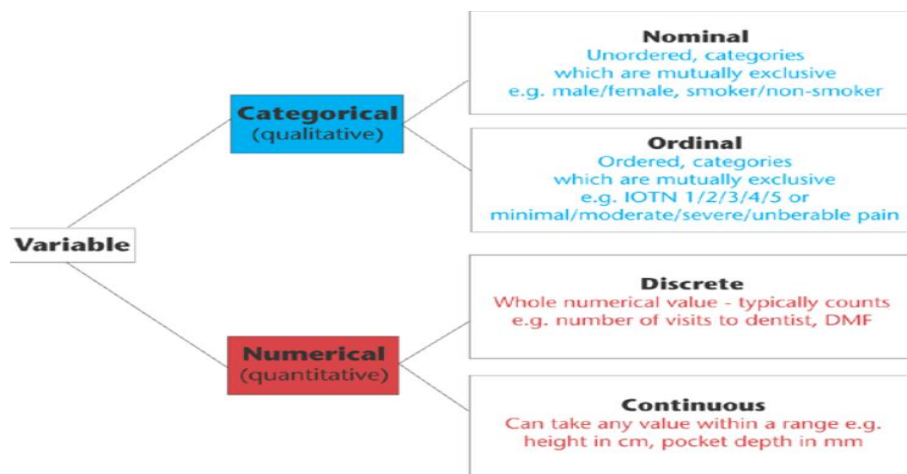 Variable
Categorical
(qualitative)
Numerical
(quantitative)
Nominal
Unordered, categories
which are mutually exclusive
e.g. male/female, smoker/non-smoker
Ordinal
Ordered, categories
which are mutually exclusive
e.g. IOTN 1/2/3/4/5 or
minimal/moderate/severe/unberable pain
Discrete
Whole numerical value - typically counts
e.g. number of visits to dentist, DMF
Continuous
Can take any value within a range e.g.
height in cm, pocket depth in mm